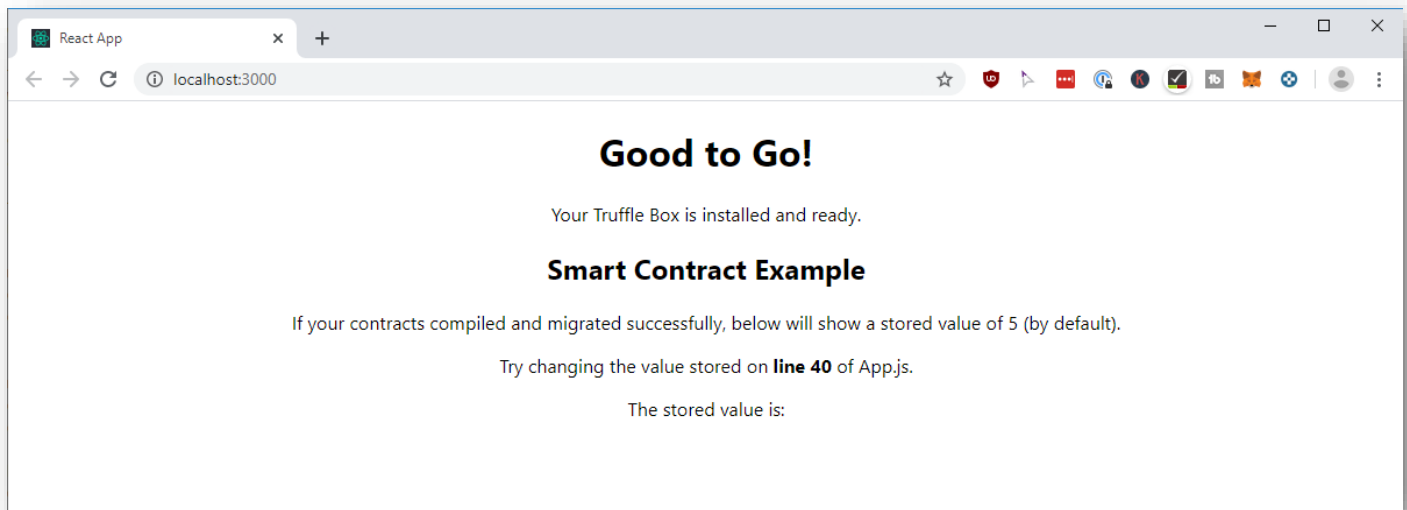 React App
localhost:3000
Good to Go!
Your Truffle Box is installed and ready.
Smart Contract Example
If your contracts compiled and migrated successfully, below will show a stored value of 5 (by default).
Try changing the value stored on line 40 of App.js.
The stored value is: